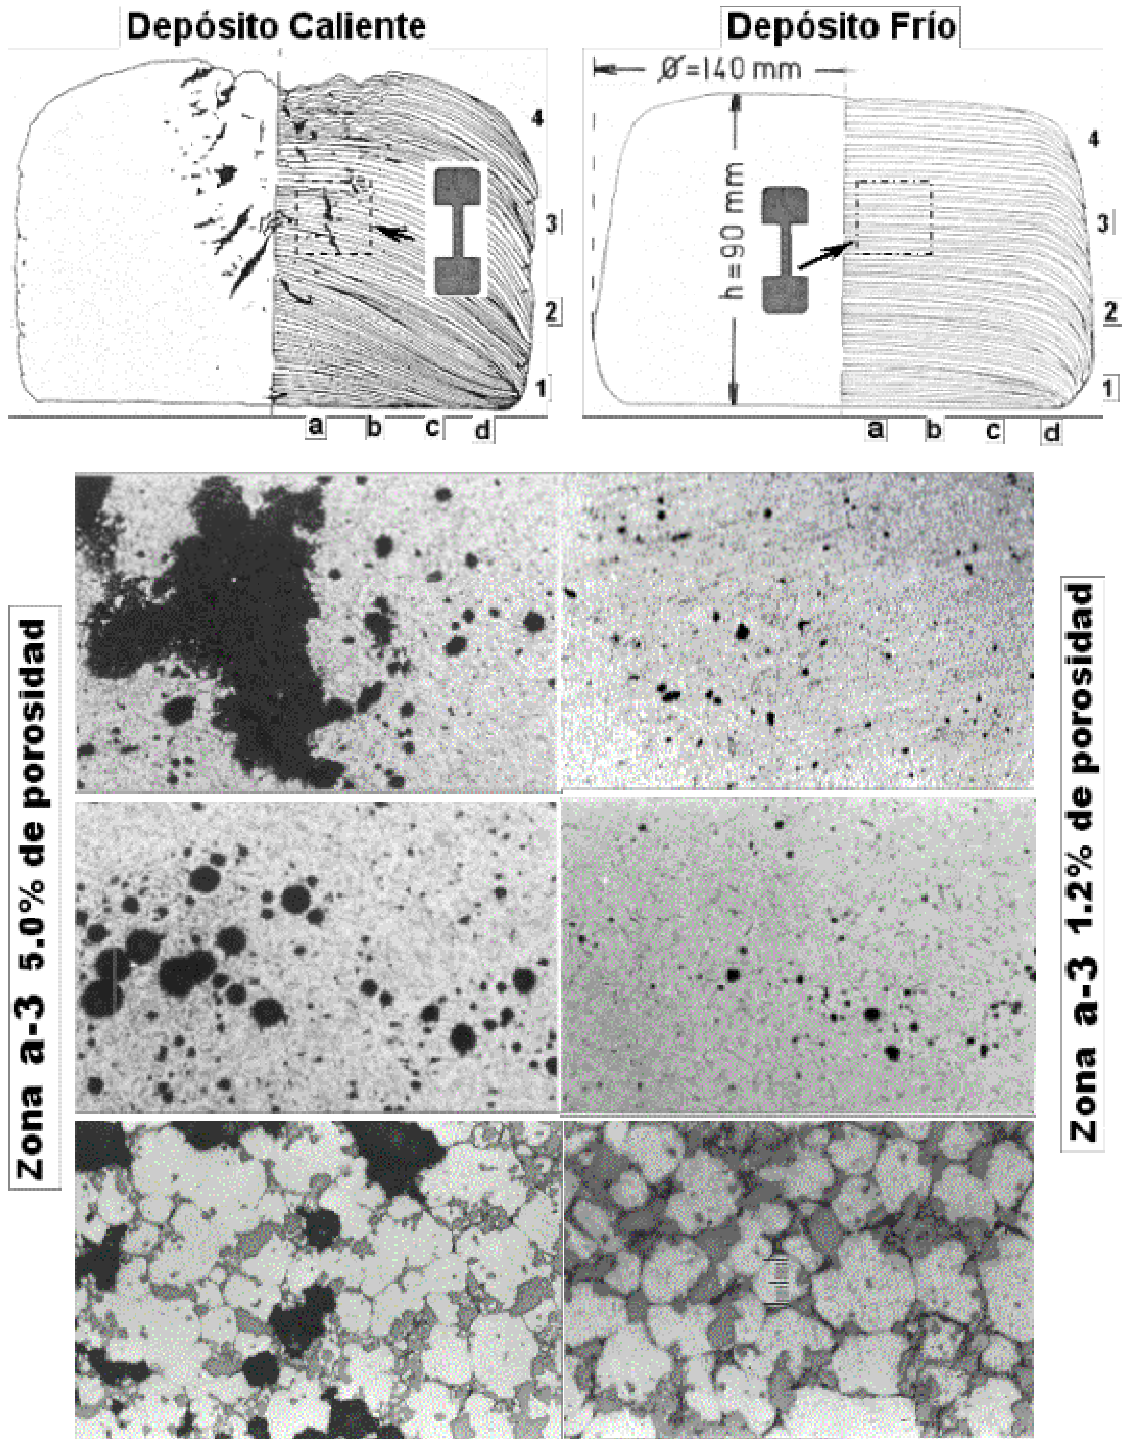 Depósito Caliente
Depósito Frío
Ø=140 mm
h=90 mm
4
3
2
1
a b c d
4
3
2
1
a b c d
Zona a-3 5.0% de porosidad
Zona a-3 1.2% de porosidad